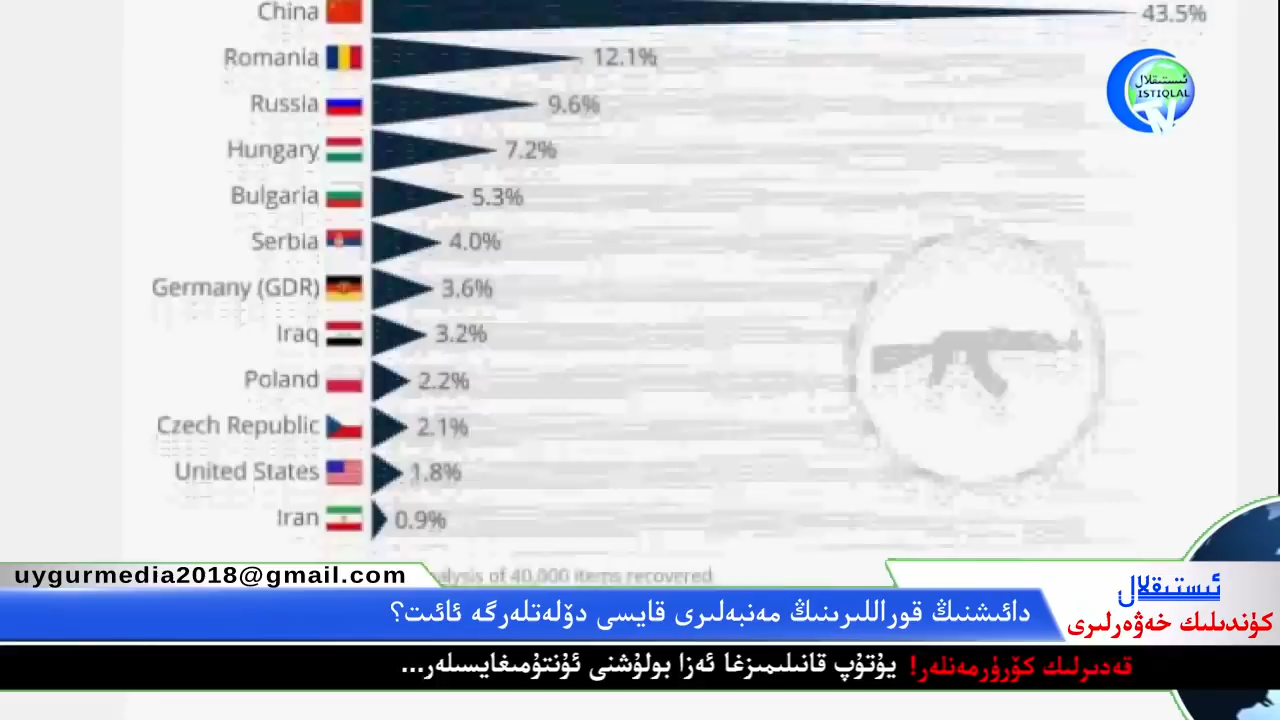 China 43.5%
Romania 12.1%
Russia 9.6%
Hungary 7.2%
Bulgaria 5.3%
Serbia 4.0%
Germany (GDR) 3.6%
Iraq 3.2%
Poland 2.2%
Czech Republic 2.1%
United States 1.8%
Iran 0.9%
ئىستىقلال
ISTIQLAL
TV
of 40,000 items recovered
uygurmedia2018@gmail.com
دائىشنىڭ قوراللىرىنىڭ مەنبەلىرى قايسى دۆلەتلەرگە ئائىت؟
ئىستىقلال
كۈندىلىك خەۋەرلىرى
قەدىرلىك كۆرۈرمەنلەر! يۇتۇپ قانىلىمىزغا ئەزا بولۇشنى ئۇنتۇمىغايسىلەر...